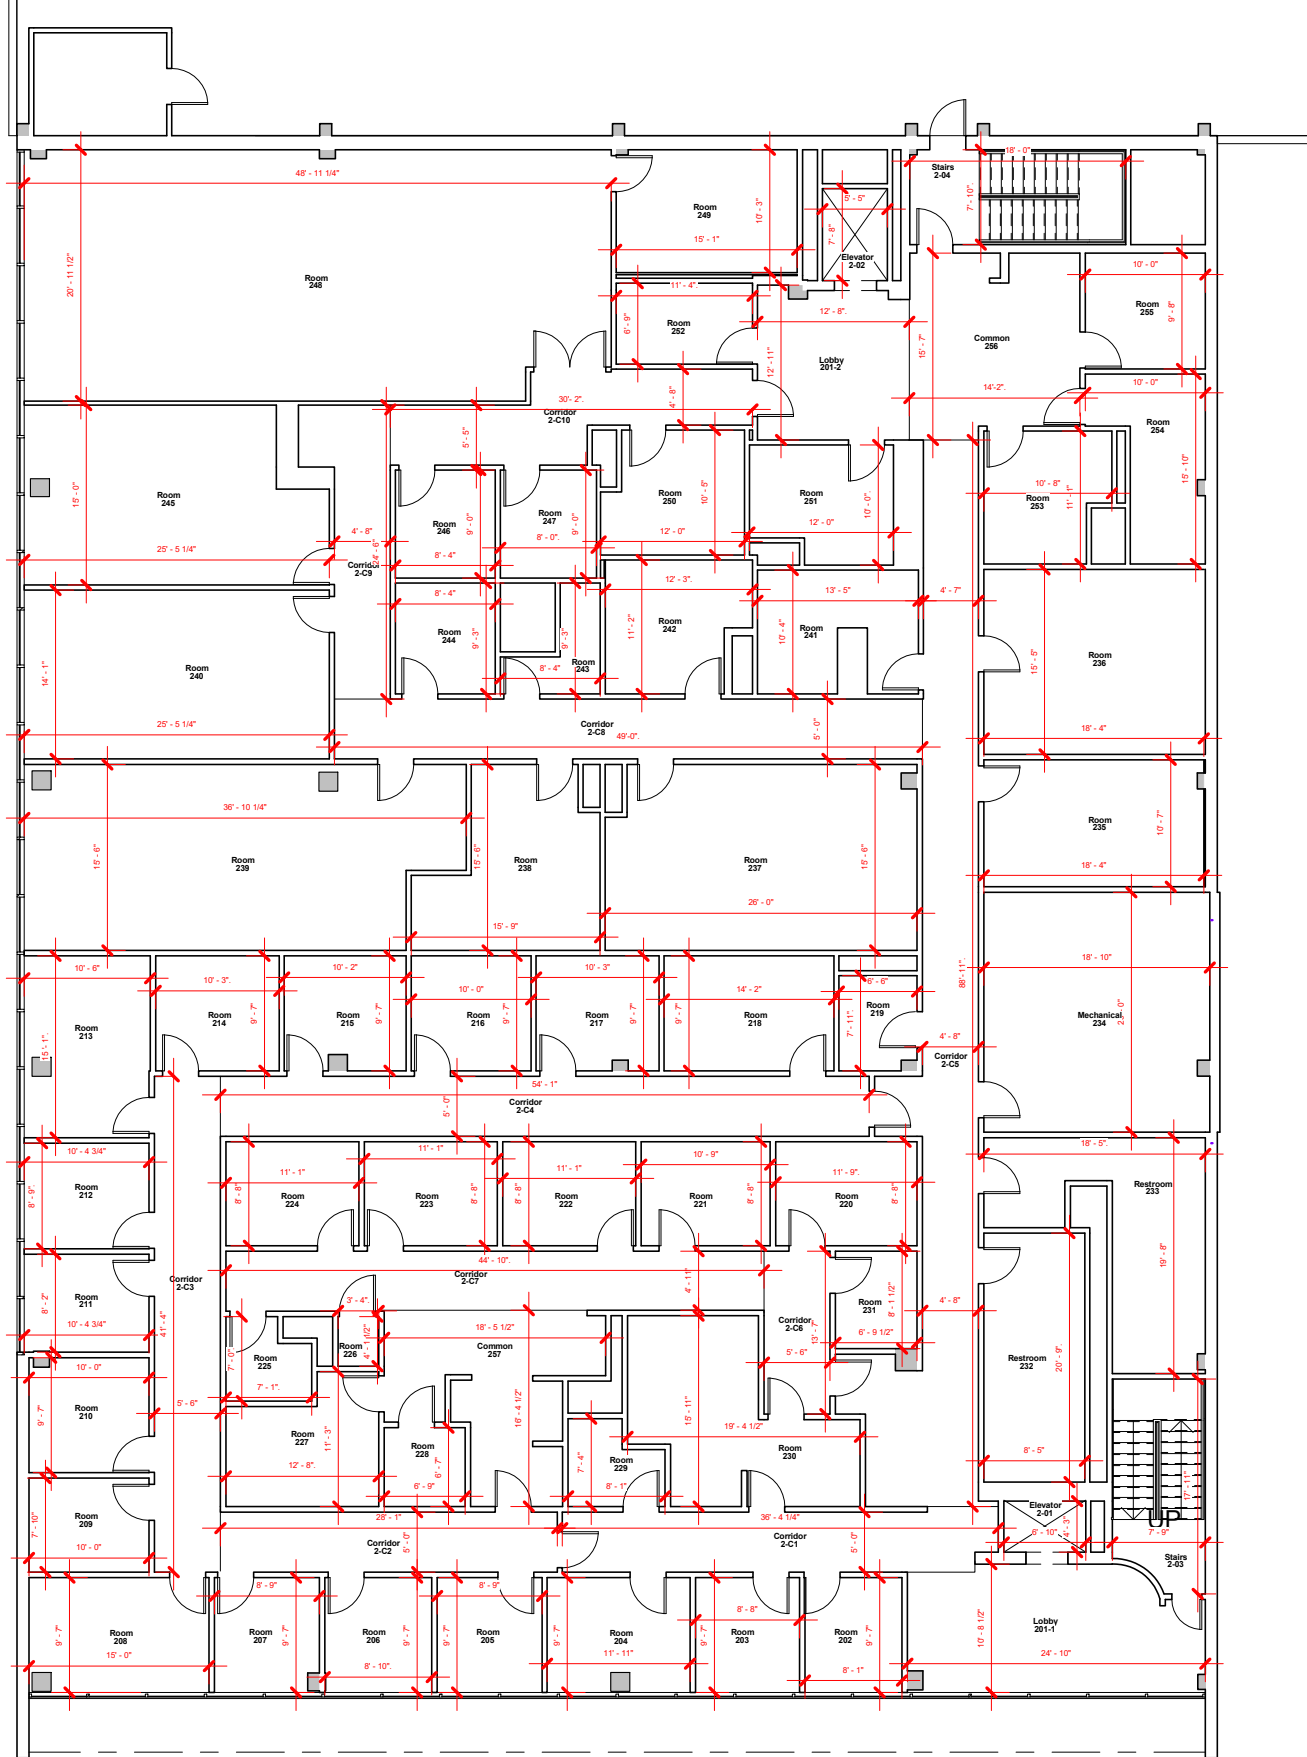 18' - 0"
Stairs
2-04
7' - 10"
48' - 11 1/4"
Room
249
10' - 3"
15' - 1"
5' - 5"
7' - 8"
Elevator
2-02
20' - 11 1/2"
Room
248
11' - 4"
6' - 9"
Room
252
12' - 8"
12' - 11"
Lobby
201-2
15' - 7"
Common
256
10' - 0"
Room
255
9' - 8"
14'-2"
10' - 0"
Room
254
15' - 10"
30' - 2"
4' - 8"
Corridor
2-C10
5' - 5"
15' - 0"
Room
245
25' - 5 1/4"
4' - 8"
24' - 6"
Corridor
2-C9
Room
246
9' - 0"
8' - 4"
Room
247
9' - 0"
8' - 0"
Room
250
10' - 5"
12' - 0"
Room
251
10' - 0"
12' - 0"
10' - 8"
Room
253
11' - 1"
14' - 1"
Room
240
25' - 5 1/4"
8' - 4"
Room
244
9' - 3"
9' - 3"
Room
243
8' - 4"
12' - 3"
11' - 2"
Room
242
13' - 5"
10' - 4"
Room
241
4' - 7"
15' - 5"
Room
236
18' - 4"
Corridor
2-C8
49'-0"
5' - 0"
36' - 10 1/4"
15' - 6"
Room
239
15' - 6"
Room
238
15' - 9"
Room
237
15' - 6"
26' - 0"
Room
235
10' - 7"
18' - 4"
10' - 6"
Room
213
15' - 1"
10' - 3"
Room
214
9' - 7"
10' - 2"
Room
215
9' - 7"
10' - 0"
Room
216
9' - 7"
10' - 3"
Room
217
9' - 7"
9' - 7"
14' - 2"
Room
218
6' - 6"
Room
219
7' - 11"
88'- 11"
4' - 8"
Corridor
2-C5
18' - 10"
Mechanical
234
54' - 1"
Corridor
2-C4
5' - 0"
10' - 4 3/4"
Room
212
8' - 9"
11' - 1"
8' - 8"
Room
224
11' - 1"
Room
223
8' - 8"
8' - 8"
11' - 1"
Room
222
10' - 9"
Room
221
8' - 8"
11' - 9"
Room
220
8' - 8"
18' - 5"
Restroom
233
19' - 8"
Corridor
2-C3
41' - 4"
Room
211
8' - 2"
10' - 4 3/4"
44' - 10"
Corridor
2-C7
4' - 11"
Room
231
8' - 1 1/2"
6' - 9 1/2"
4' - 8"
3' - 4"
Room
226
4' - 1 1/2"
Room
225
7' - 0"
7' - 1"
18' - 5 1/2"
Common
257
16' - 4 1/2"
Corridor
2-C6
13' - 7"
5' - 6"
Restroom
232
20' - 9"
8' - 5"
10' - 0"
Room
210
9' - 7"
5' - 6"
Room
227
11' - 3"
12' - 8"
Room
228
6' - 7"
6' - 9"
7' - 4"
Room
229
8' - 1"
15' - 11"
19' - 4 1/2"
Room
230
Room
209
7' - 10"
10' - 0"
28' - 1"
Corridor
2-C2
5' - 0"
36' - 4 1/4"
Corridor
2-C1
5' - 0"
Elevator
2-01
6' - 10"
4' - 3"
17' - 11"
UP
7' - 9"
Stairs
2-03
9' - 7"
Room
208
15' - 0"
8' - 9"
Room
207
9' - 7"
Room
206
9' - 7"
8' - 10"
8' - 9"
9' - 7"
Room
205
9' - 7"
Room
204
11' - 11"
8' - 8"
9' - 7"
Room
203
Room
202
9' - 7"
8' - 1"
10' - 8 1/2"
Lobby
201-1
24' - 10"